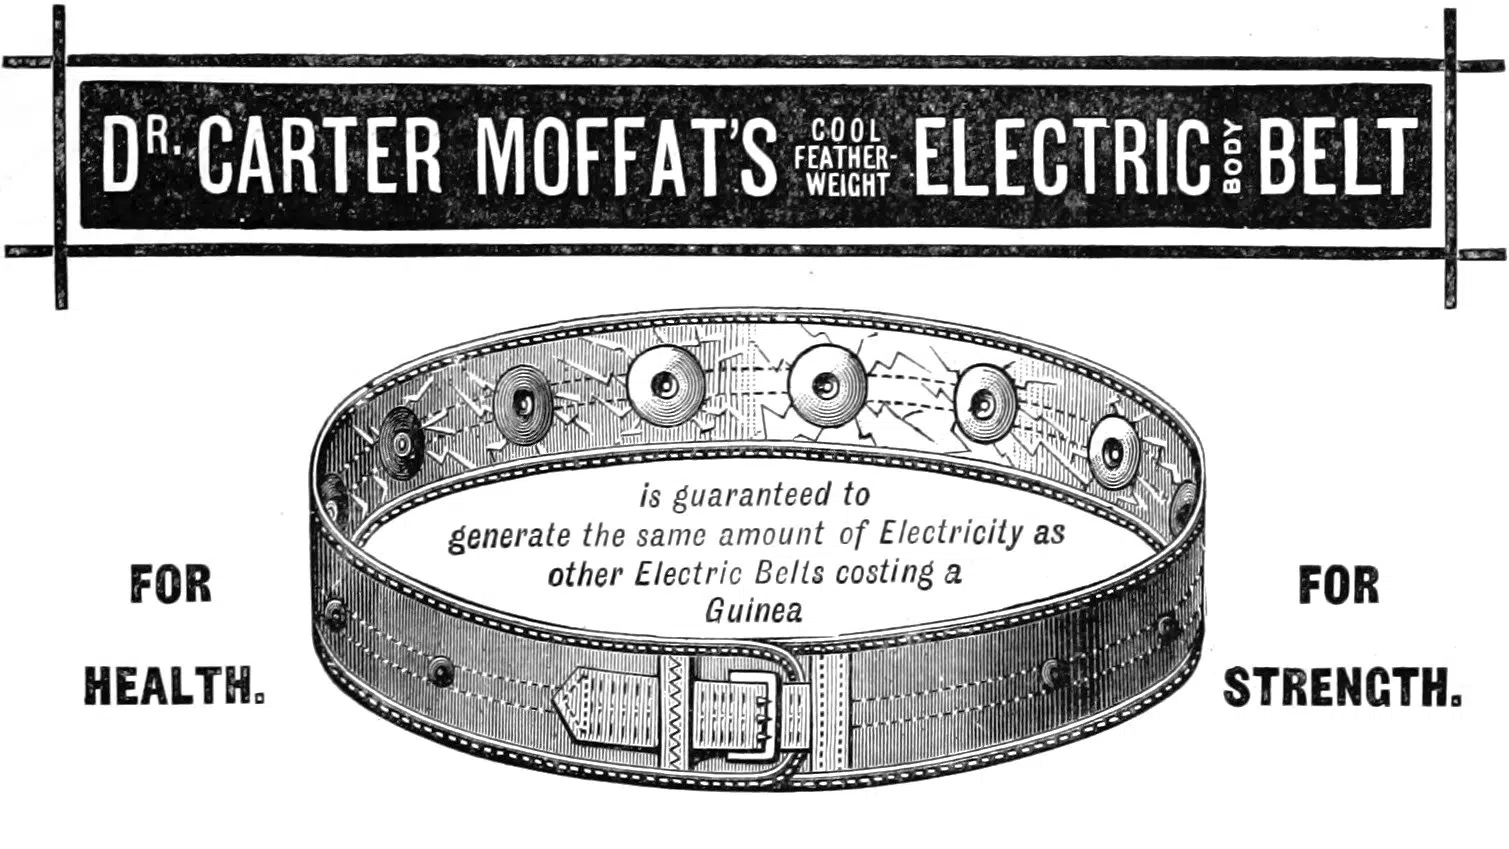 DR. CARTER MOFFAT'S COOL FEATHER-WEIGHT ELECTRIC BODY BELT
is guaranteed to
generate the same amount of Electricity as
other Electric Belts costing a
Guinea
FOR
HEALTH.
FOR
STRENGTH.